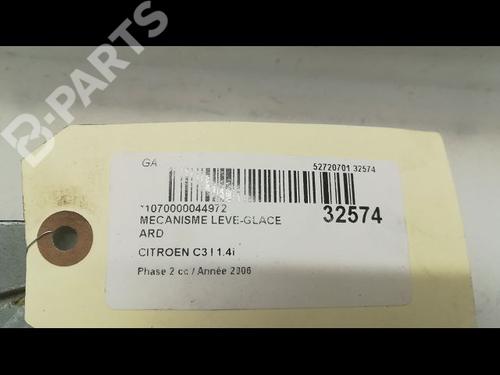 B-PARTS
GA
52720701 32574
*1070000044972
MECANISME LEVE-GLACE
32574
ARD
CITROEN C3 I 1.4i
Phase 2 cc / Année 2006